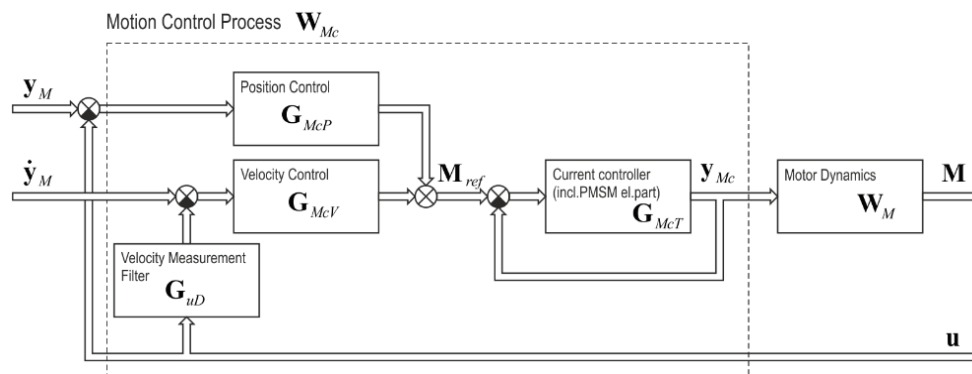 Motion Control Process W_Mc
y_M
Position Control
G_McP
ẏ_M
Velocity Control
G_McV
M_ref
Current controller
(incl.PMSM el.part)
G_McT
y_Mc
Motor Dynamics
W_M
M
Velocity Measurement
Filter
G_uD
u